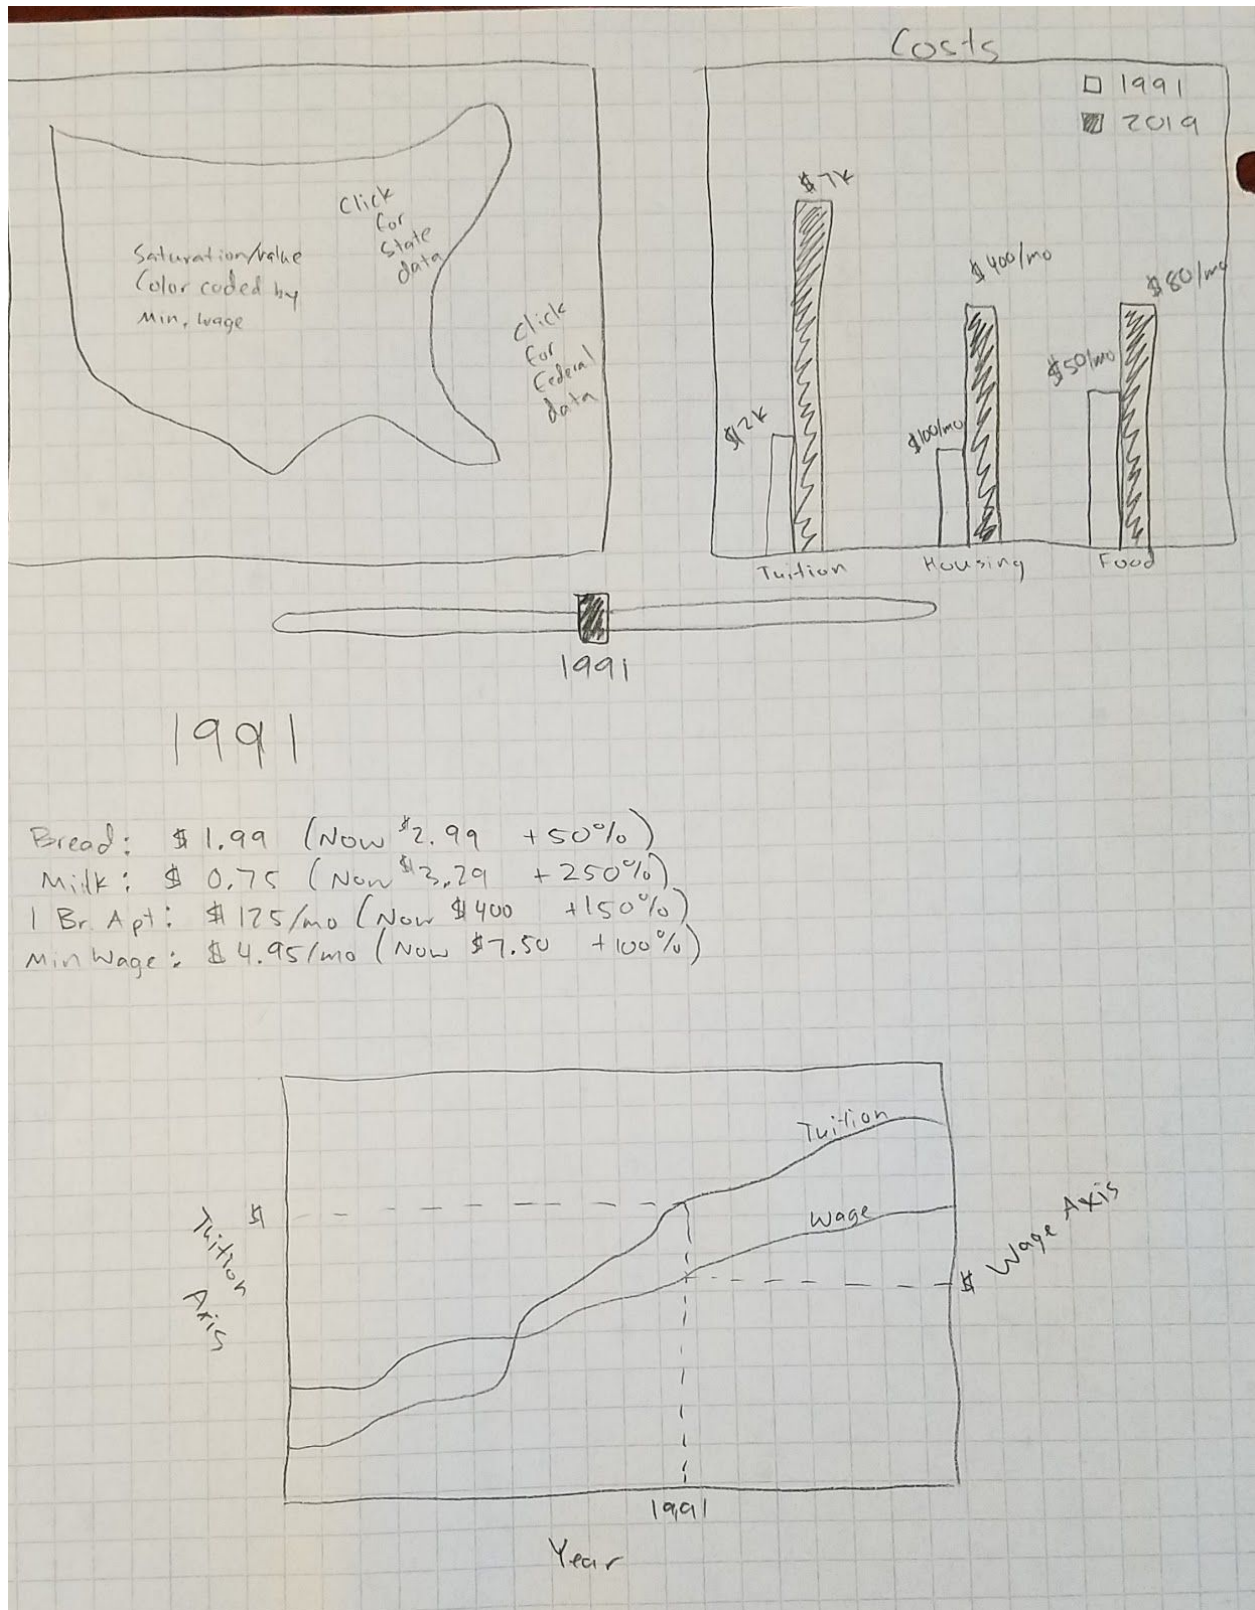 Costs
1991
2019
Click
for
State
data
Saturation/value
Color coded by
Min. wage
Click
for
Federal
data
$7K
$400/mo
$80/mo
$50/mo
$2K
$100/mo
Tuition Housing Food
1991
1991
Bread: $1.99 (Now $2.99 +50%)
Milk: $0.75 (Now $3.29 +250%)
1 Br Apt: $125/mo (Now $400 +150%)
Min Wage: $4.95/mo (Now $7.50 +100%)
Tuition
Wage
$
Tuition
Axis
$ Wage Axis
1991
Year